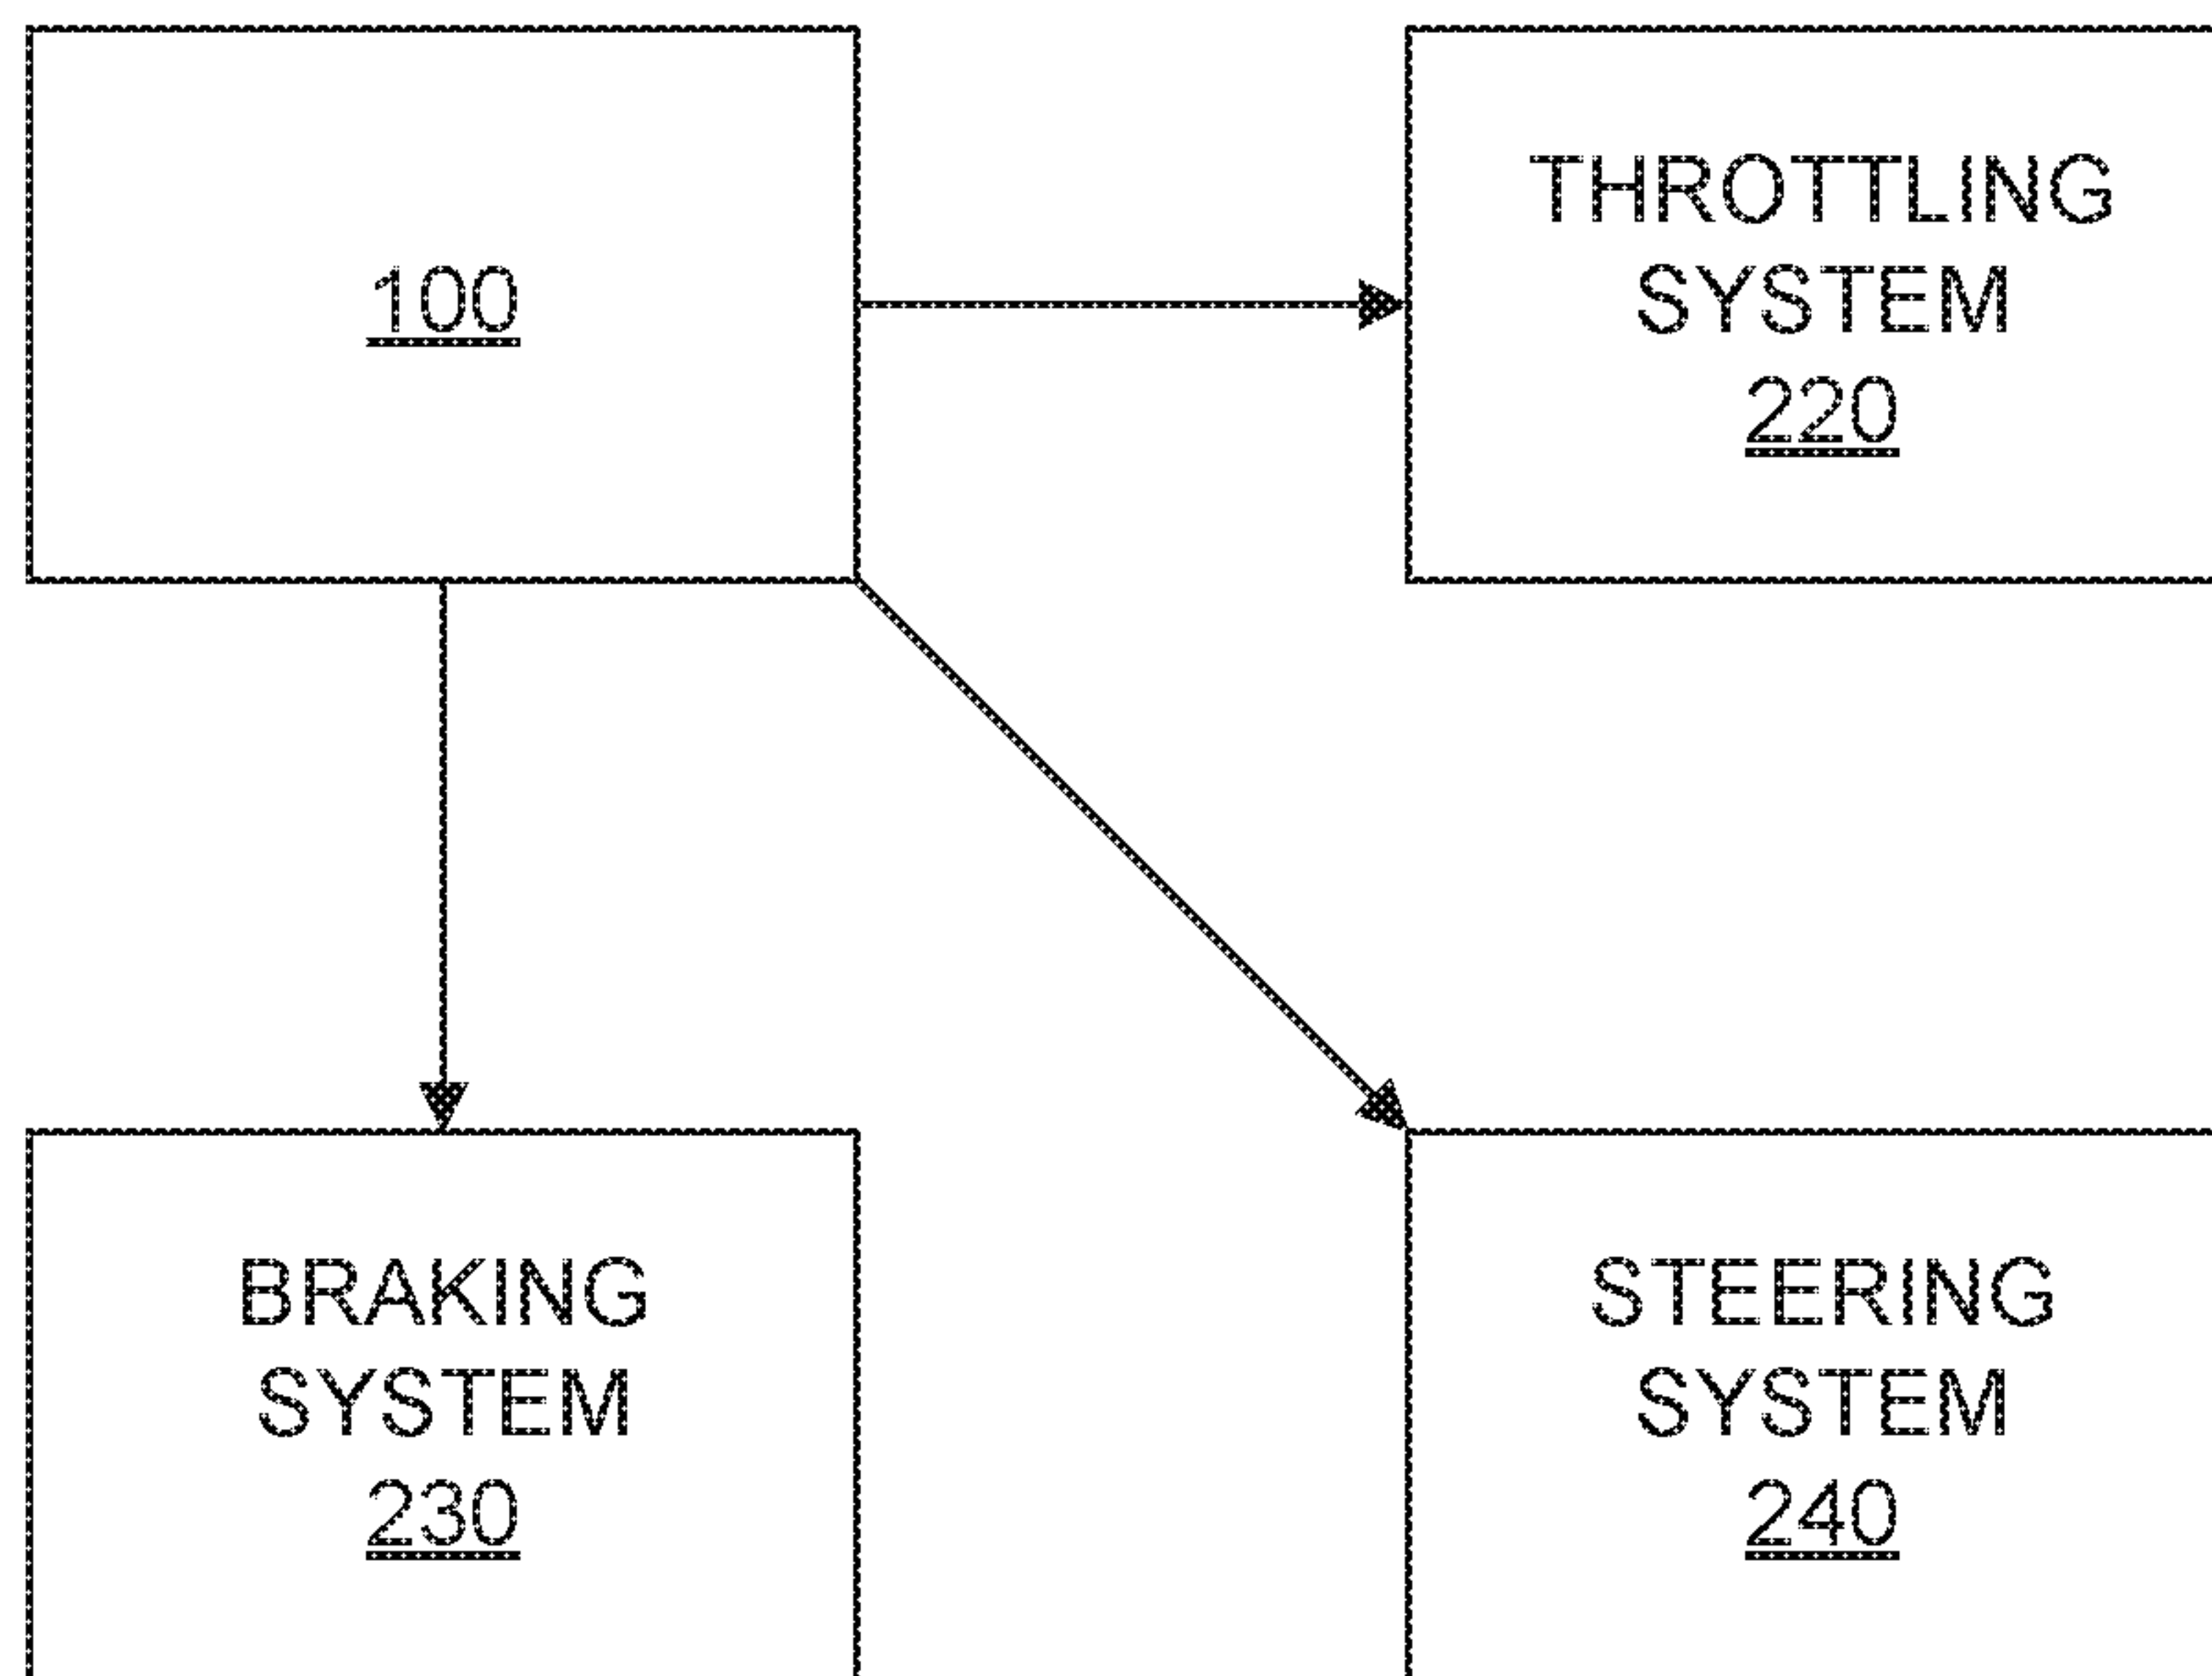 100
THROTTLING
SYSTEM
220
BRAKING
SYSTEM
230
STEERING
SYSTEM
240